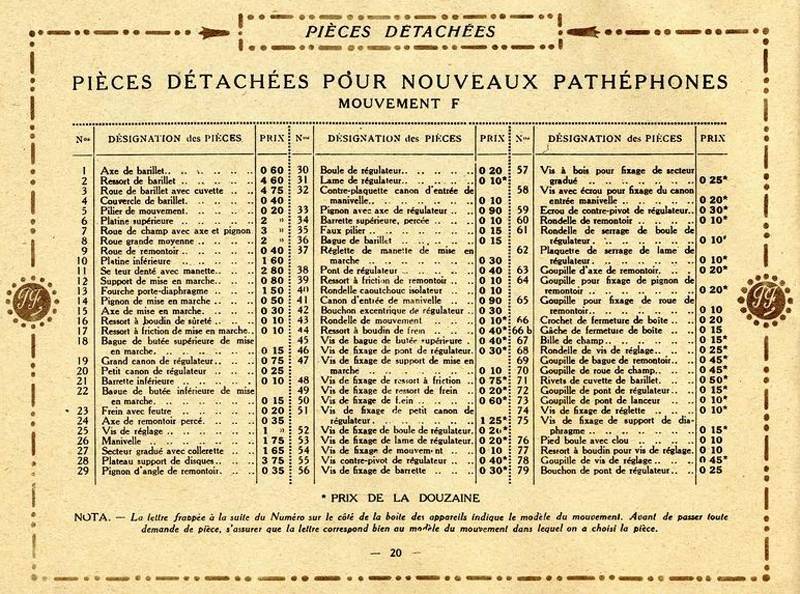 PIÈCES DÉTACHÉES
PIÈCES DÉTACHÉES POUR NOUVEAUX PATHÉPHONES
MOUVEMENT F
Nos DÉSIGNATION des PIÈCES PRIX
1 Axe de barillet 0 60
2 Ressort de barillet 4 60
3 Roue de barillet avec cuvette 4 75
4 Couvercle de barillet 0 40
5 Pilier de mouvement 0 20
6 Platine supérieure 2 »
7 Roue de champ avec axe et pignon 3 »
8 Roue grande moyenne 2 »
9 Roue de remontoir 0 40
10 Platine inférieure 1 60
11 Se teur denté avec manette 2 80
12 Support de mise en marche 0 80
13 Fourche porte-diaphragme 1 50
14 Pignon de mise en marche 0 50
15 Axe de mise en marche 0 30
16 Ressort à boudin de sûreté 0 10
17 Ressort à friction de mise en marche 0 10
18 Bague de butée supérieure de mise
en marche 0 15
19 Grand canon de régulateur 0 75
20 Petit canon de régulateur 0 25
21 Barrette inférieure 0 10
22 Bague de butée inférieure de mise
en marche 0 15
23 Frein avec feutre 0 20
24 Axe de remontoir percé 0 35
25 Vis de réglage 1 »
26 Manivelle 1 75
27 Secteur gradué avec collerette 1 65
28 Plateau support de disques 3 75
29 Pignon d'angle de remontoir 0 35
Nos DÉSIGNATION des PIÈCES PRIX
30 Boule de régulateur 0 20
31 Lame de régulateur 0 10*
32 Contre-plaquette canon d'entrée de
manivelle 0 10
33 Pignon avec axe de régulateur 0 90
34 Barrette supérieure, percée 0 10
35 Faux pilier 0 15
36 Bague de barillet 0 15
37 Réglette de manette de mise en
marche 0 30
38 Pont de régulateur 0 40
39 Ressort à friction de remontoir 0 10
40 Rondelle caoutchouc isolateur 0 10
41 Canon d'entrée de manivelle 0 90
42 Bouchon excentrique de régulateur 0 30
43 Rondelle de mouvement 0 10*
44 Ressort à boudin de frein 0 40*
45 Vis de bague de butée supérieure 0 40*
46 Vis de fixage de pont de régulateur 0 30*
47 Vis de fixage de support de mise en
marche 0 10
48 Vis de fixage de ressort à friction 0 75*
49 Vis de fixage de ressort de frein 0 20*
50 Vis de fixage de frein 0 60*
51 Vis de fixage de petit canon de
régulateur 1 25*
52 Vis de fixage de boule de régulateur 0 20*
53 Vis de fixage de lame de régulateur 0 20*
54 Vis de fixage de mouvement 0 10
55 Vis contre-pivot de régulateur 0 40*
56 Vis de fixage de barrette 0 30*
Nos DÉSIGNATION des PIÈCES PRIX
57 Vis à bois pour fixage de secteur
gradué 0 25*
58 Vis avec écrou pour fixage du canon
entrée manivelle 0 20*
59 Ecrou de contre-pivot de régulateur 0 30*
60 Rondelle de remontoir 0 10*
61 Rondelle de serrage de boule de
régulateur 0 10*
62 Plaquette de serrage de lame de
régulateur 0 10*
63 Goupille d'axe de remontoir 0 20*
64 Goupille pour fixage de pignon de
remontoir 0 20*
65 Goupille pour fixage de roue de
remontoir 0 10
66 Crochet de fermeture de boîte 0 20
66 b Gâche de fermeture de boîte 0 15
67 Bille de champ 0 15*
68 Rondelle de vis de réglage 0 25*
69 Goupille de bague de remontoir 0 45*
70 Goupille de roue de champ 0 45*
71 Rivets de cuvette de barillet 0 50*
72 Goupille de pont de régulateur 0 15*
73 Goupille de pont de lanceur 0 10*
74 Vis de fixage de réglette 0 10*
75 Vis de fixage de support de dia-
phragme 0 15*
76 Pied boule avec clou 0 10
77 Ressort à boudin pour vis de réglage 0 10
78 Goupille de vis de réglage 0 45*
79 Bouchon de pont de régulateur 0 25
* PRIX DE LA DOUZAINE
NOTA. — La lettre frappée à la suite du Numéro sur le côté de la boite des appareils indique le modèle du mouvement. Avant de passer toute
demande de pièce, s'assurer que la lettre correspond bien au modèle du mouvement dans lequel on a choisi la pièce.
— 20 —